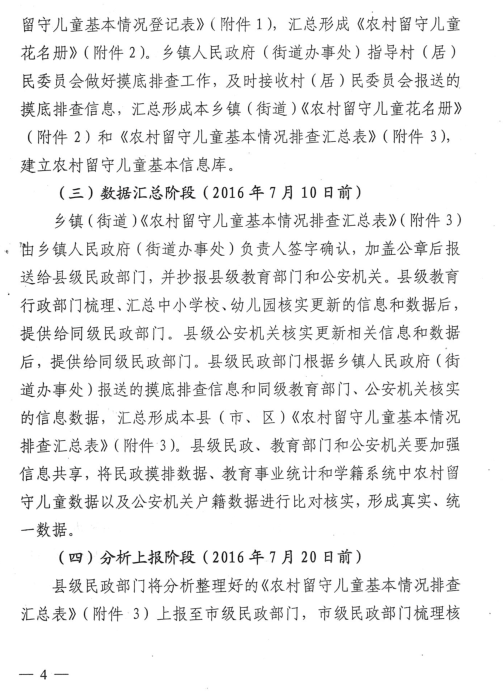 留守儿童基本情况登记表》（附件1），汇总形成《农村留守儿童
花名册》（附件2）。乡镇人民政府（街道办事处）指导村（居）
民委员会做好摸底排查工作，及时接收村（居）民委员会报送的
摸底排查信息，汇总形成本乡镇（街道）《农村留守儿童花名册》
（附件2）和《农村留守儿童基本情况排查汇总表》（附件3），
建立农村留守儿童基本信息库。
（三）数据汇总阶段（2016年7月10日前）
乡镇（街道）《农村留守儿童基本情况排查汇总表》（附件3）
由乡镇人民政府（街道办事处）负责人签字确认，加盖公章后报
送给县级民政部门，并抄报县级教育部门和公安机关。县级教育
行政部门梳理、汇总中小学校、幼儿园核实更新的信息和数据后，
提供给同级民政部门。县级公安机关核实更新相关信息和数据
后，提供给同级民政部门。县级民政部门根据乡镇人民政府（街
道办事处）报送的摸底排查信息和同级教育部门、公安机关核实
的信息数据，汇总形成本县（市、区）《农村留守儿童基本情况
排查汇总表》（附件3）。县级民政、教育部门和公安机关要加强
信息共享，将民政摸排数据、教育事业统计和学籍系统中农村留
守儿童数据以及公安机关户籍数据进行比对核实，形成真实、统
一数据。
（四）分析上报阶段（2016年7月20日前）
县级民政部门将分析整理好的《农村留守儿童基本情况排查
汇总表》（附件 3）上报至市级民政部门，市级民政部门梳理核
— 4 —